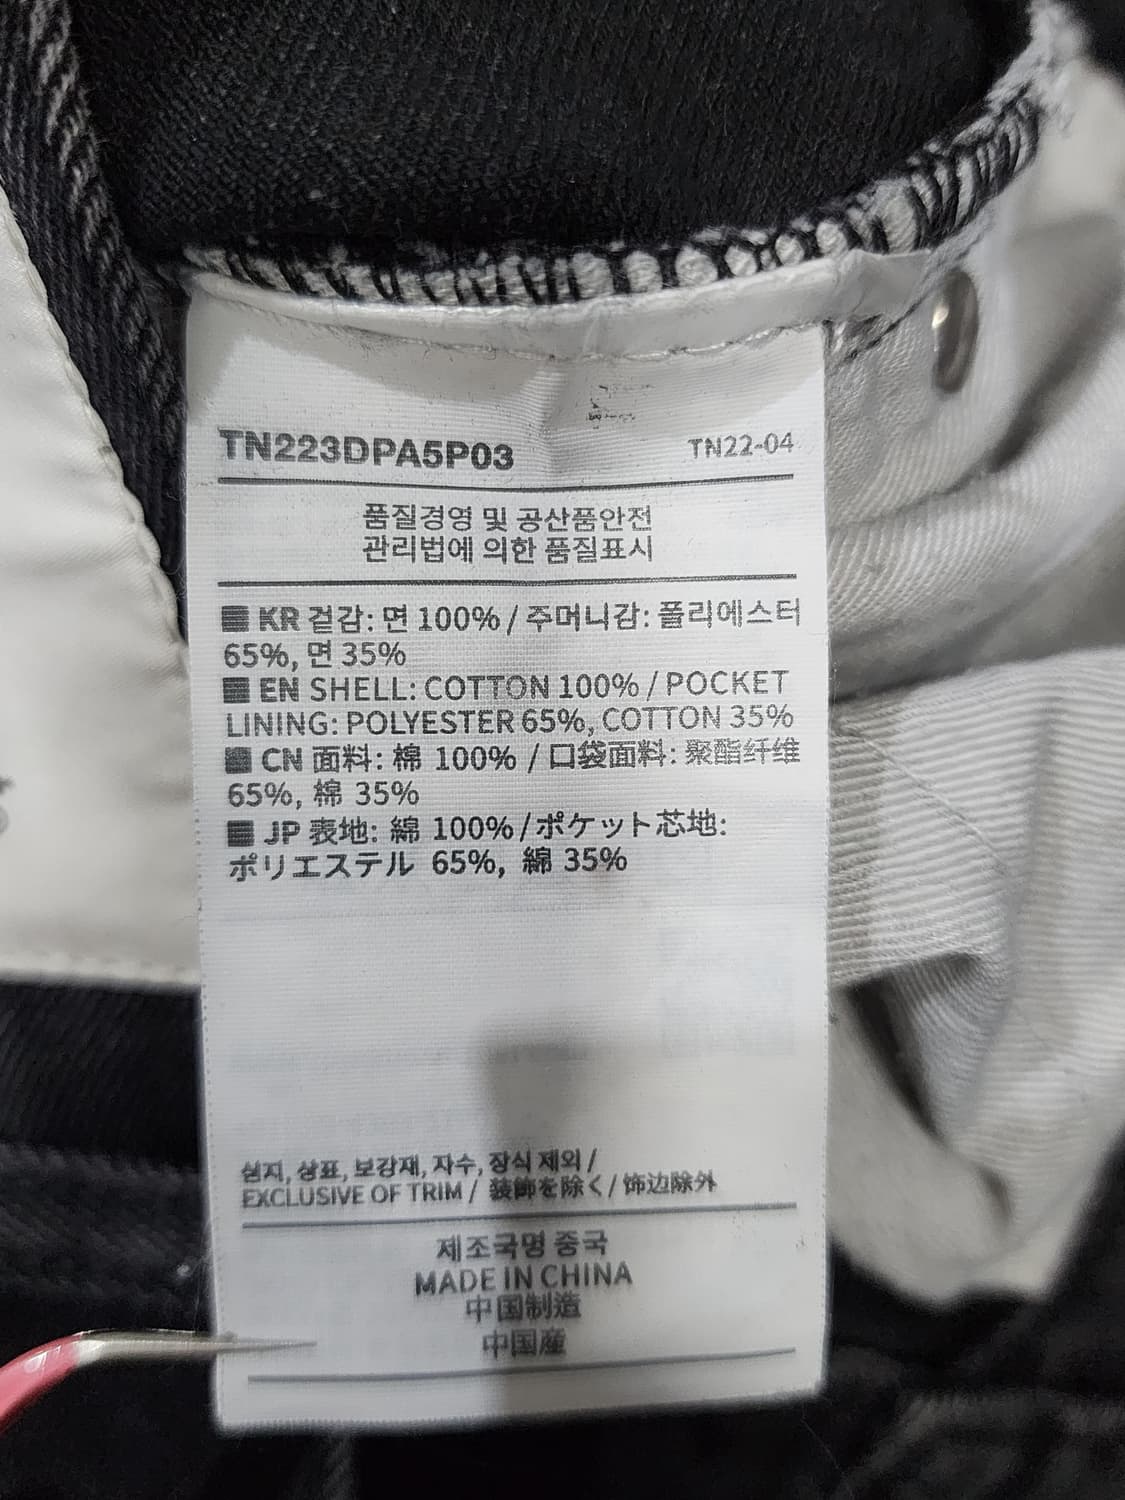 TN223DPA5P03 TN22-04
품질경영 및 공산품안전
관리법에 의한 품질표시
KR 겉감: 면 100% / 주머니감: 폴리에스터
65%, 면 35%
EN SHELL: COTTON 100% / POCKET
LINING: POLYESTER 65%, COTTON 35%
CN 面料: 棉 100% / 口袋面料: 聚酯纤维
65%, 棉 35%
JP 表地: 綿 100%/ポケット芯地:
ポリエステル 65%, 綿 35%
심지, 상표, 보강재, 자수, 장식 제외 /
EXCLUSIVE OF TRIM / 装飾を除く/ 饰边除外
제조국명 중국
MADE IN CHINA
中国制造
中国産